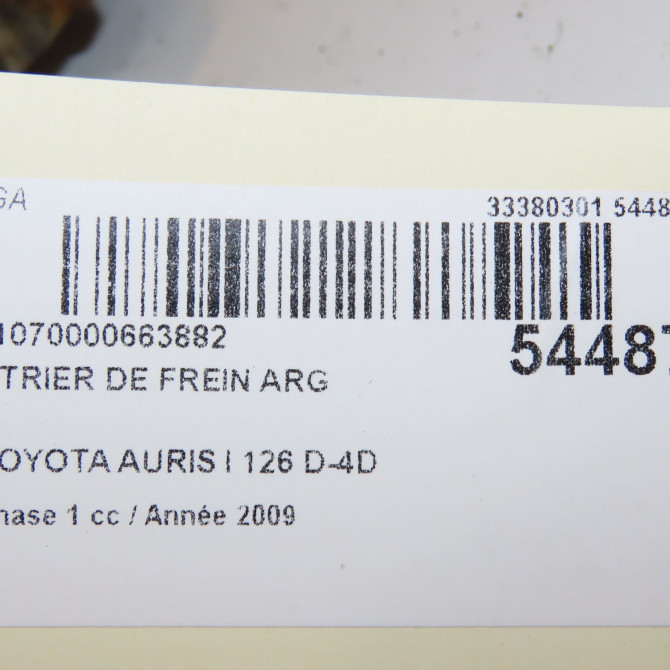 GA
33380301 5448
1070000663882
54487
TRIER DE FREIN ARG
OYOTA AURIS I 126 D-4D
hase 1 cc / Année 2009